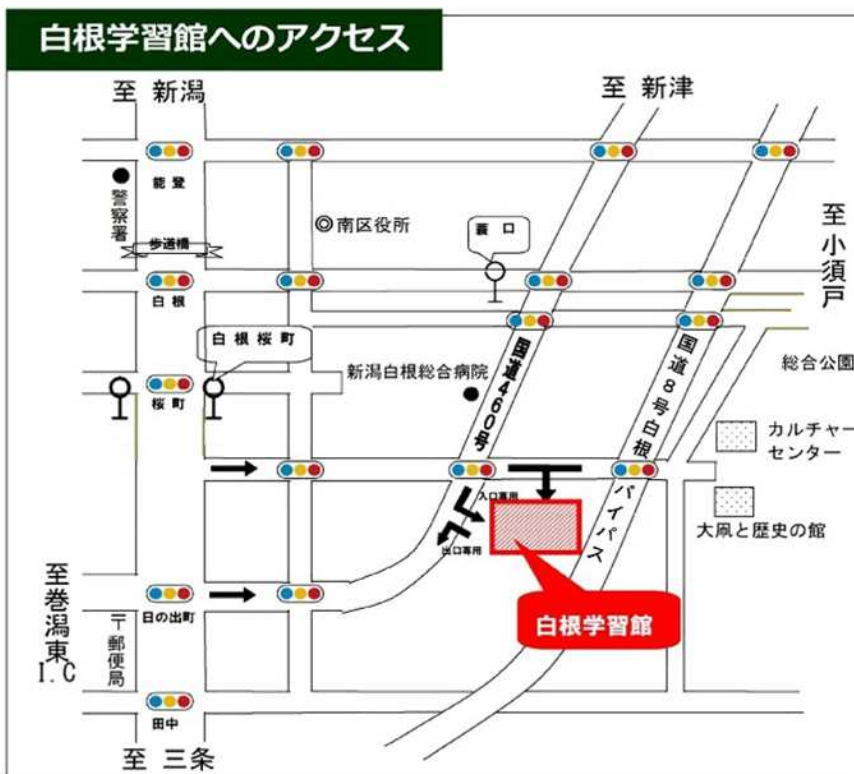 白根学習館へのアクセス
至 新潟
至 新津
能登
警察署
◎南区役所
歩道橋
蓑口
至小須戸
白根
白根桜町
新潟白根総合病院
国道460号
国道8号白根バイパス
総合公園
桜町
カルチャー
センター
入口専用
出口専用
大凧と歴史の館
至巻潟東I.C
日の出町
白根学習館
〒郵便局
田中
至 三条